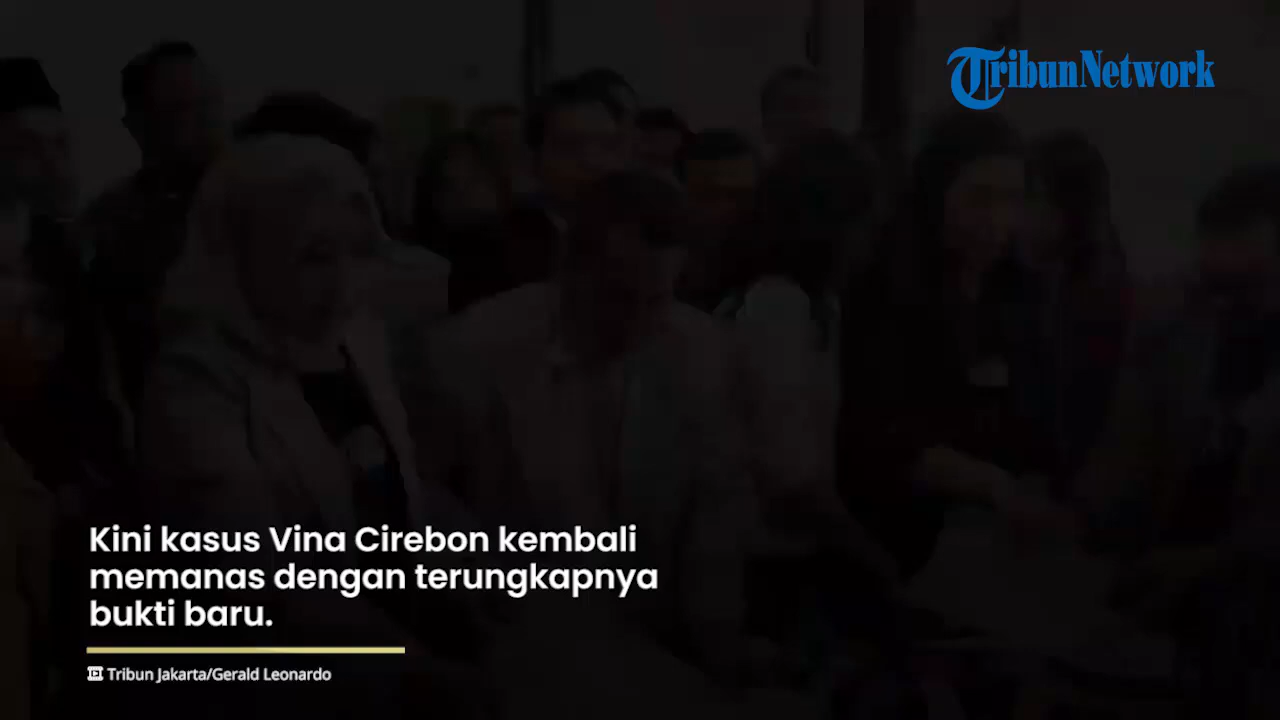 TribunNetwork
Kini kasus Vina Cirebon kembali
memanas dengan terungkapnya
bukti baru.
Tribun Jakarta/Gerald Leonardo